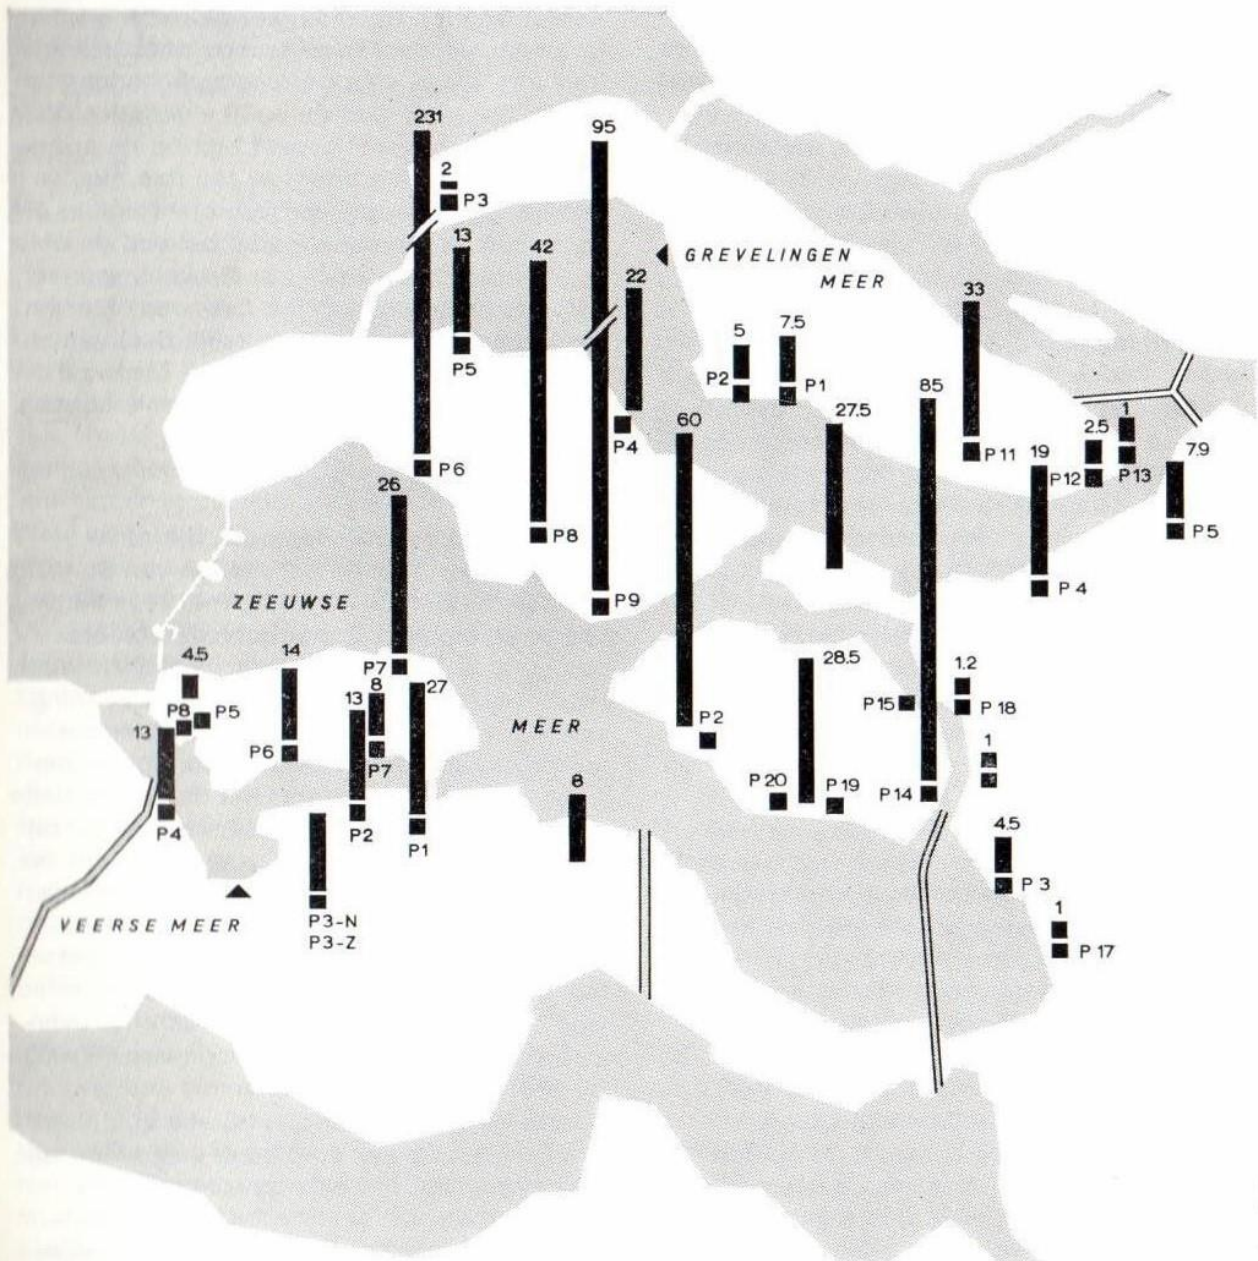 231
95
2
P3
13
42
GREVELINGEN
MEER
22
33
7.5
5
P5
P2
P1
85
27.5
1
2.5
60
P4
7.9
P11
19
P12
P13
P6
26
P5
P8
P4
ZEEUWSE
P9
14
4.5
28.5
P7
8
27
1.2
P15
13
P8
P5
P18
MEER
P2
13
P6
P7
1
8
P20
P19
P14
P4
P2
P1
4.5
P3
VEERSE MEER
P3-N
P3-Z
1
P17